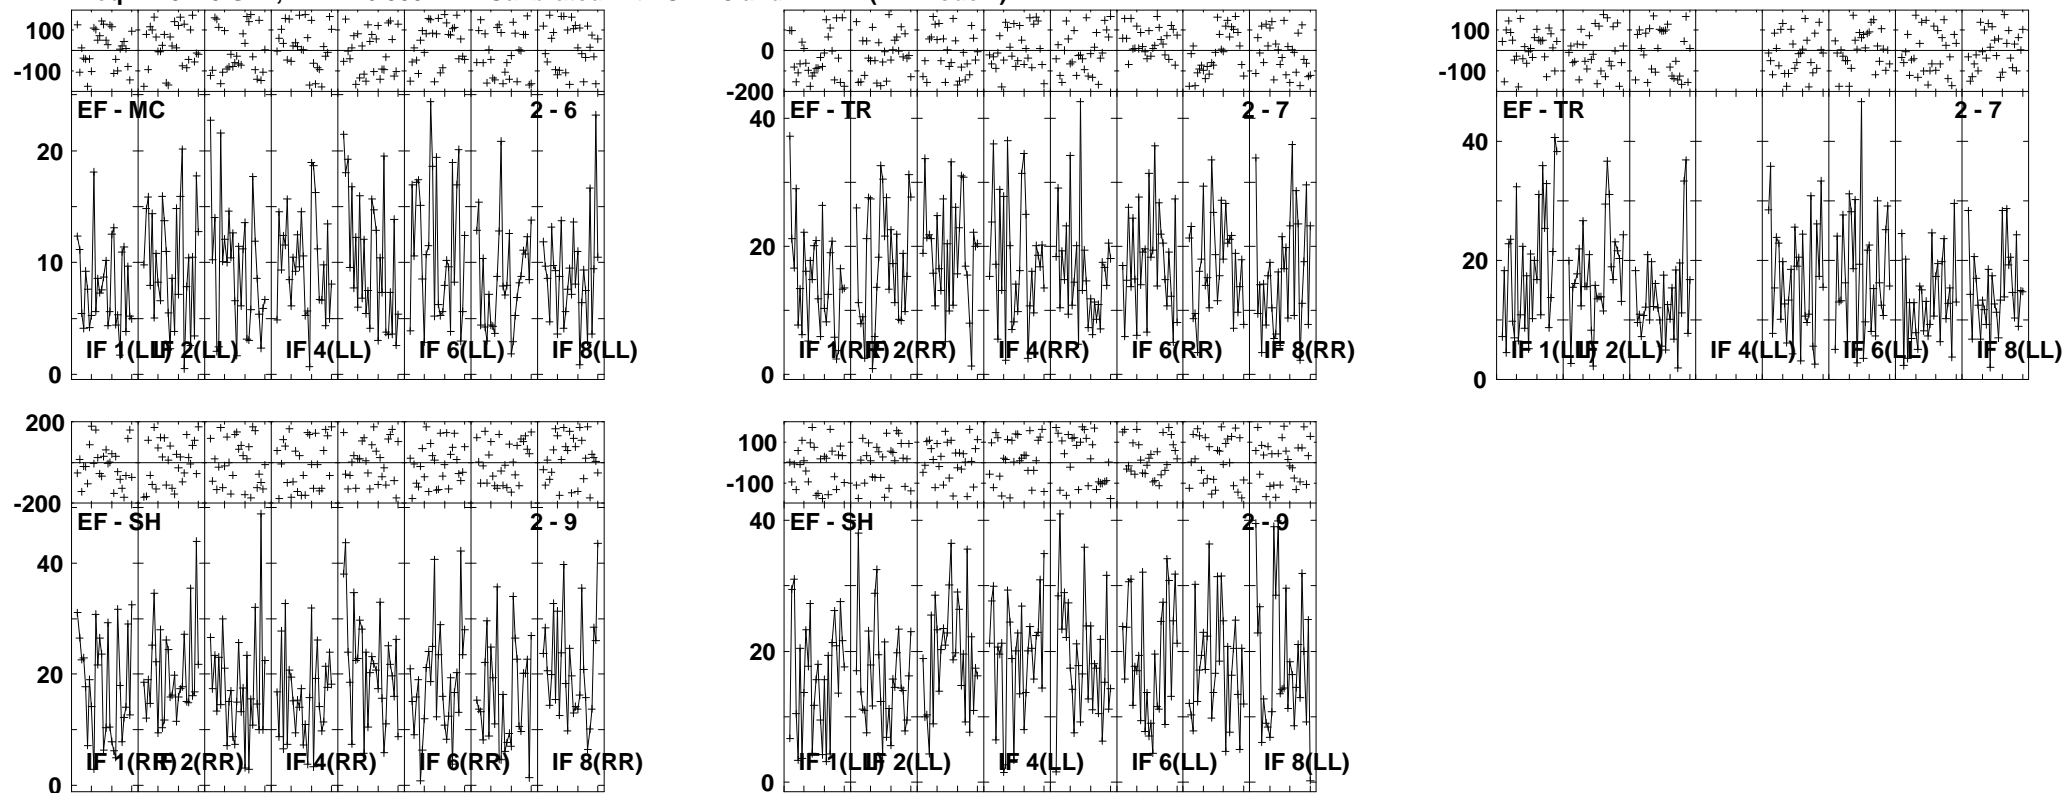 100
-100
EF - MC
2 - 6
20
10
0
IF 1(LL)
IF 2(LL)
IF 4(LL)
IF 6(LL)
IF 8(LL)
100
0
-200
EF - TR
2 - 7
40
20
0
IF 1(RR)
IF 2(RR)
IF 4(RR)
IF 6(RR)
IF 8(RR)
100
-100
EF - TR
2 - 7
40
20
0
IF 1(LL)
IF 2(LL)
IF 4(LL)
IF 6(LL)
IF 8(LL)
200
-200
EF - SH
2 - 9
40
20
0
IF 1(RR)
IF 2(RR)
IF 4(RR)
IF 6(RR)
IF 8(RR)
100
-100
EF - SH
2 - 9
40
20
0
IF 1(LL)
IF 2(LL)
IF 4(LL)
IF 6(LL)
IF 8(LL)